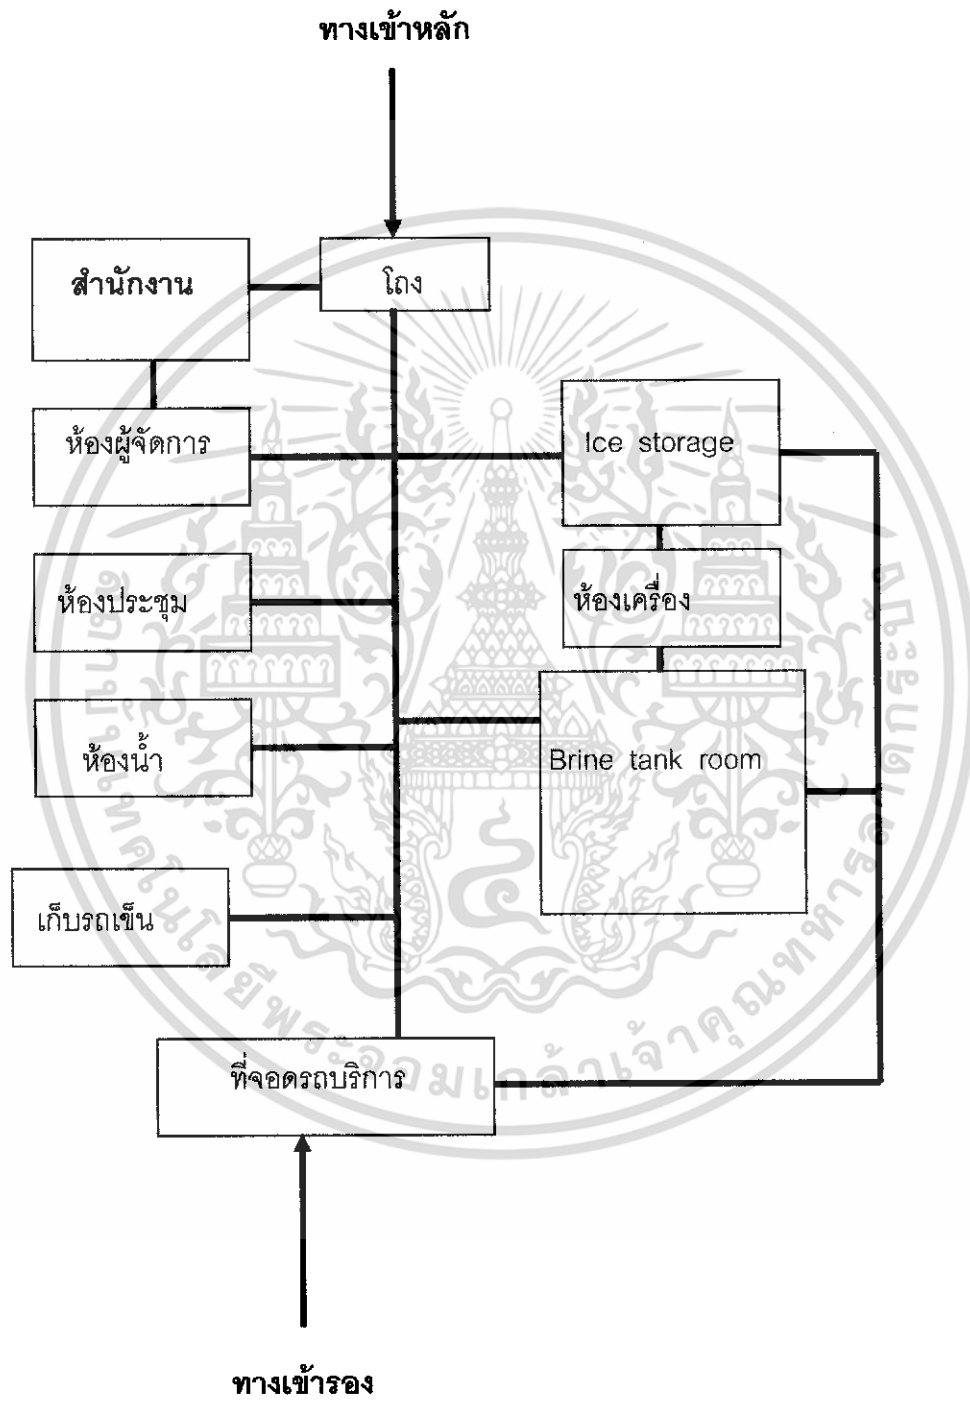 ทางเข้าหลัก
สำนักงาน
โถง
ห้องผู้จัดการ
Ice storage
ห้องประชุม
ห้องเครื่อง
ห้องน้ำ
Brine tank room
เก็บรถเข็น
ที่จอดรถบริการ
ทางเข้ารอง